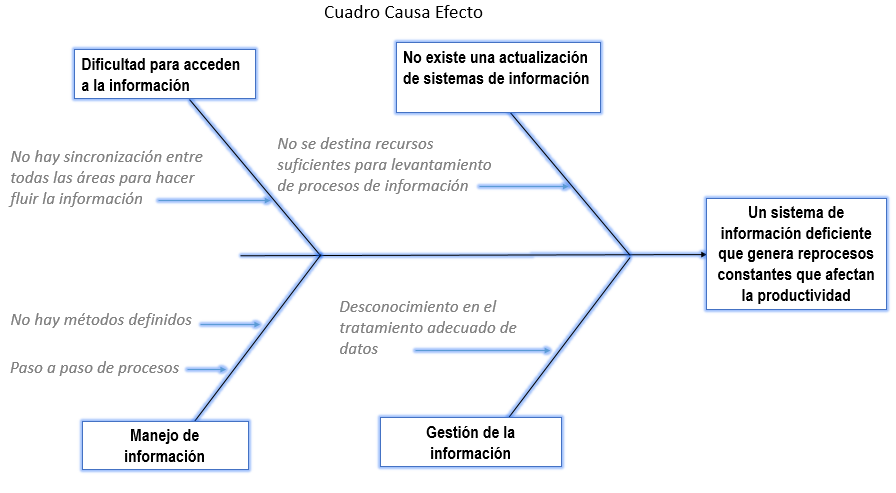 Cuadro Causa Efecto
Dificultad para acceden
a la información
No existe una actualización
de sistemas de información
No hay sincronización entre
todas las áreas para hacer
fluir la información
No se destina recursos
suficientes para levantamiento
de procesos de información
Un sistema de
información deficiente
que genera reprocesos
constantes que afectan
la productividad
No hay métodos definidos
Paso a paso de procesos
Desconocimiento en el
tratamiento adecuado de
datos
Manejo de
información
Gestión de la
información